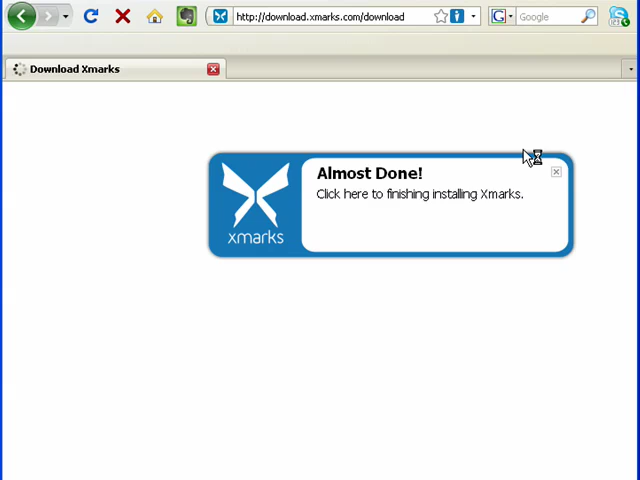 http://download.xmarks.com/download
Google
Download Xmarks
Almost Done!
Click here to finishing installing Xmarks.
xmarks